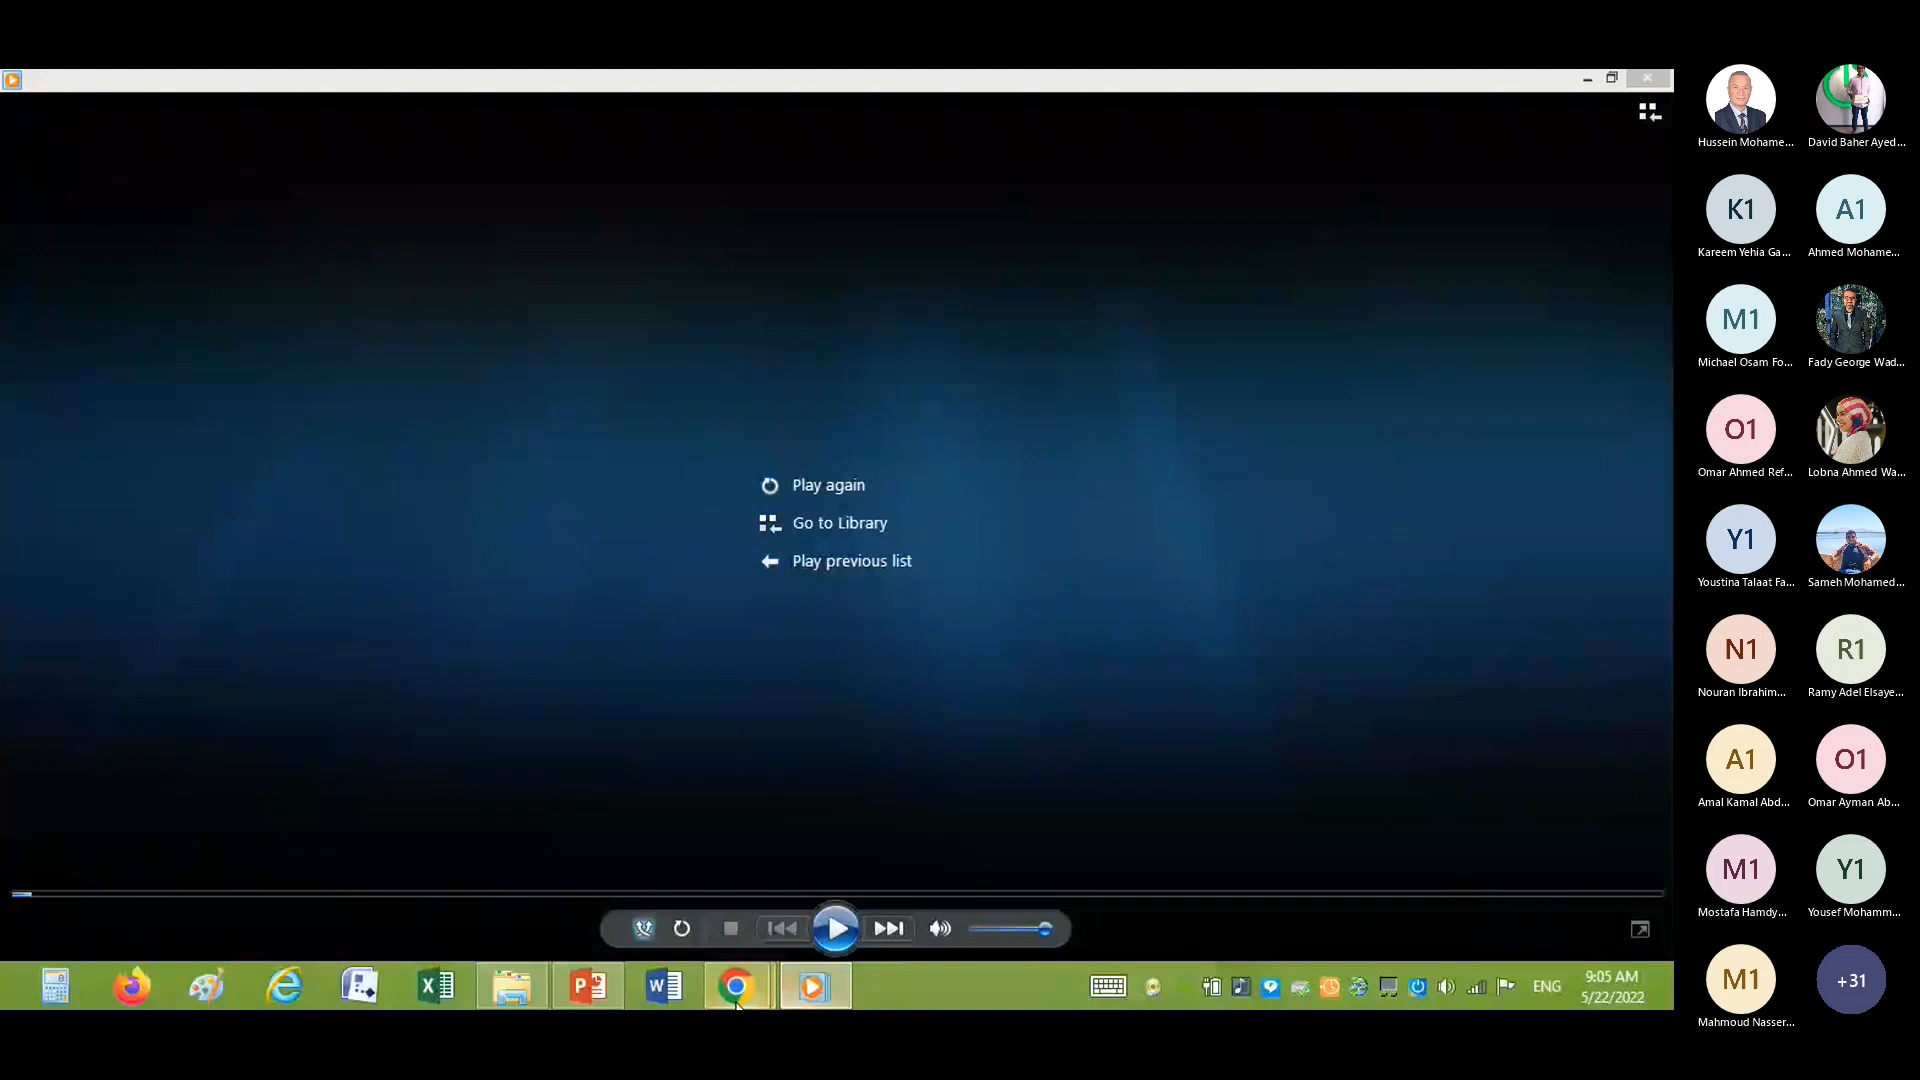 Play again
Go to Library
Play previous list
ENG
9:05 AM
5/22/2022
Hussein Mohame...
David Baher Ayed...
K1
Kareem Yehia Ga...
A1
Ahmed Mohame...
M1
Michael Osam Fo...
Fady George Wad...
O1
Omar Ahmed Ref...
Lobna Ahmed Wa...
Y1
Youstina Talaat Fa...
Sameh Mohamed...
N1
Nouran Ibrahim...
R1
Ramy Adel Elsaye...
A1
Amal Kamal Abd...
O1
Omar Ayman Ab...
M1
Mostafa Hamdy...
Y1
Yousef Mohamm...
M1
Mahmoud Nasser...
+31